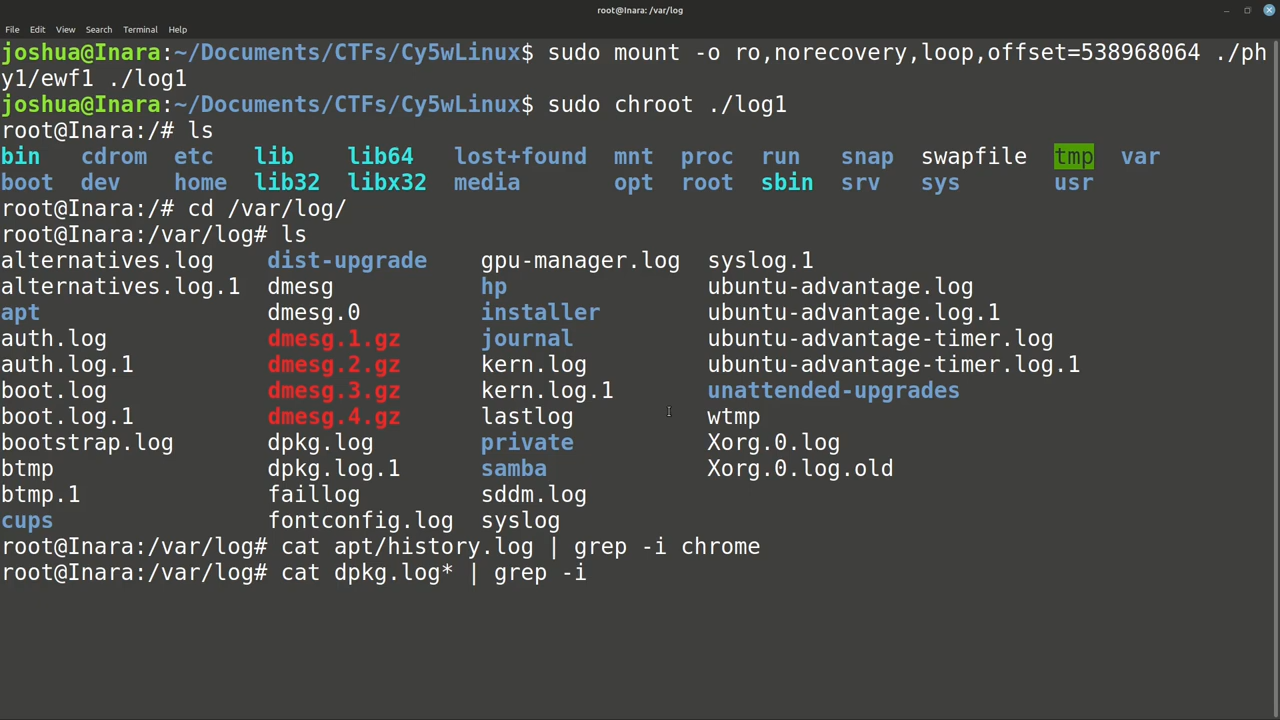 root@Inara: /var/log
File Edit View Search Terminal Help
joshua@Inara:~/Documents/CTFs/Cy5wLinux$ sudo mount -o ro,norecovery,loop,offset=538968064 ./ph
y1/ewf1 ./log1
joshua@Inara:~/Documents/CTFs/Cy5wLinux$ sudo chroot ./log1
root@Inara:/# ls
bin cdrom etc lib lib64 lost+found mnt proc run snap swapfile tmp var
boot dev home lib32 libx32 media opt root sbin srv sys usr
root@Inara:/# cd /var/log/
root@Inara:/var/log# ls
alternatives.log dist-upgrade gpu-manager.log syslog.1
alternatives.log.1 dmesg hp ubuntu-advantage.log
apt dmesg.0 installer ubuntu-advantage.log.1
auth.log dmesg.1.gz journal ubuntu-advantage-timer.log
auth.log.1 dmesg.2.gz kern.log ubuntu-advantage-timer.log.1
boot.log dmesg.3.gz kern.log.1 unattended-upgrades
boot.log.1 dmesg.4.gz lastlog wtmp
bootstrap.log dpkg.log private Xorg.0.log
btmp dpkg.log.1 samba Xorg.0.log.old
btmp.1 faillog sddm.log
cups fontconfig.log syslog
root@Inara:/var/log# cat apt/history.log | grep -i chrome
root@Inara:/var/log# cat dpkg.log* | grep -i